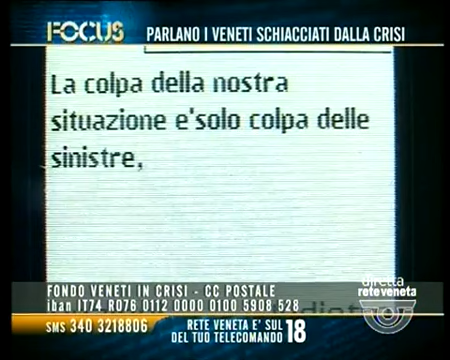 FOCUS
PARLANO I VENETI SCHIACCIATI DALLA CRISI
La colpa della nostra
situazione e'solo colpa delle
sinistre,
diretta
reteveneta
FONDO VENETI IN CRISI - CC POSTALE
iban IT74 R076 0112 0000 0100 5908 528
SMS 340 3218806
RETE VENETA E' SUL
DEL TUO TELECOMANDO 18